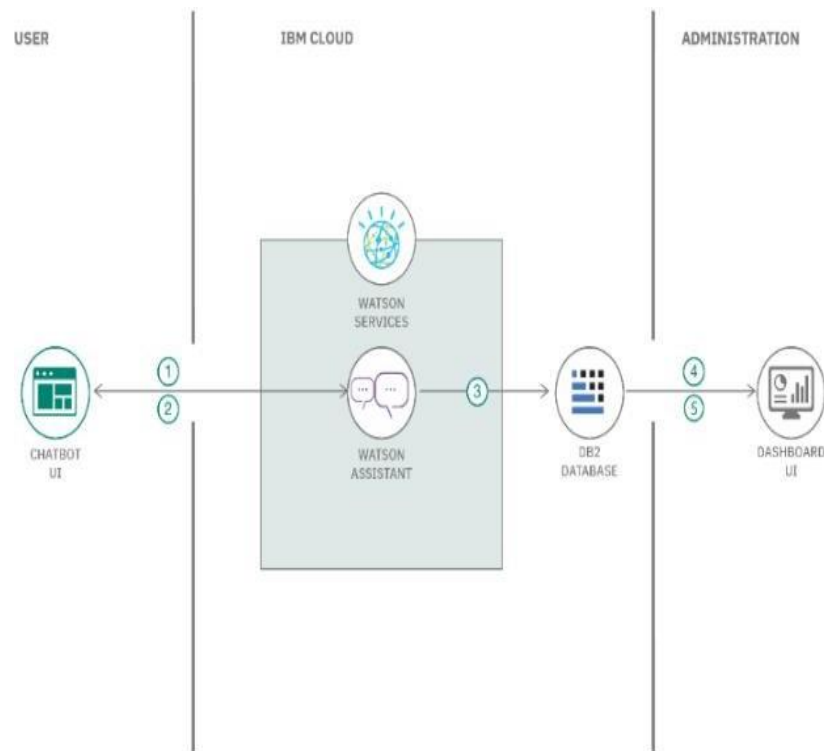 USER
IBM CLOUD
ADMINISTRATION
WATSON
SERVICES
1
2
3
4
5
CHATBOT
UI
WATSON
ASSISTANT
DB2
DATABASE
DASHBOARD
UI